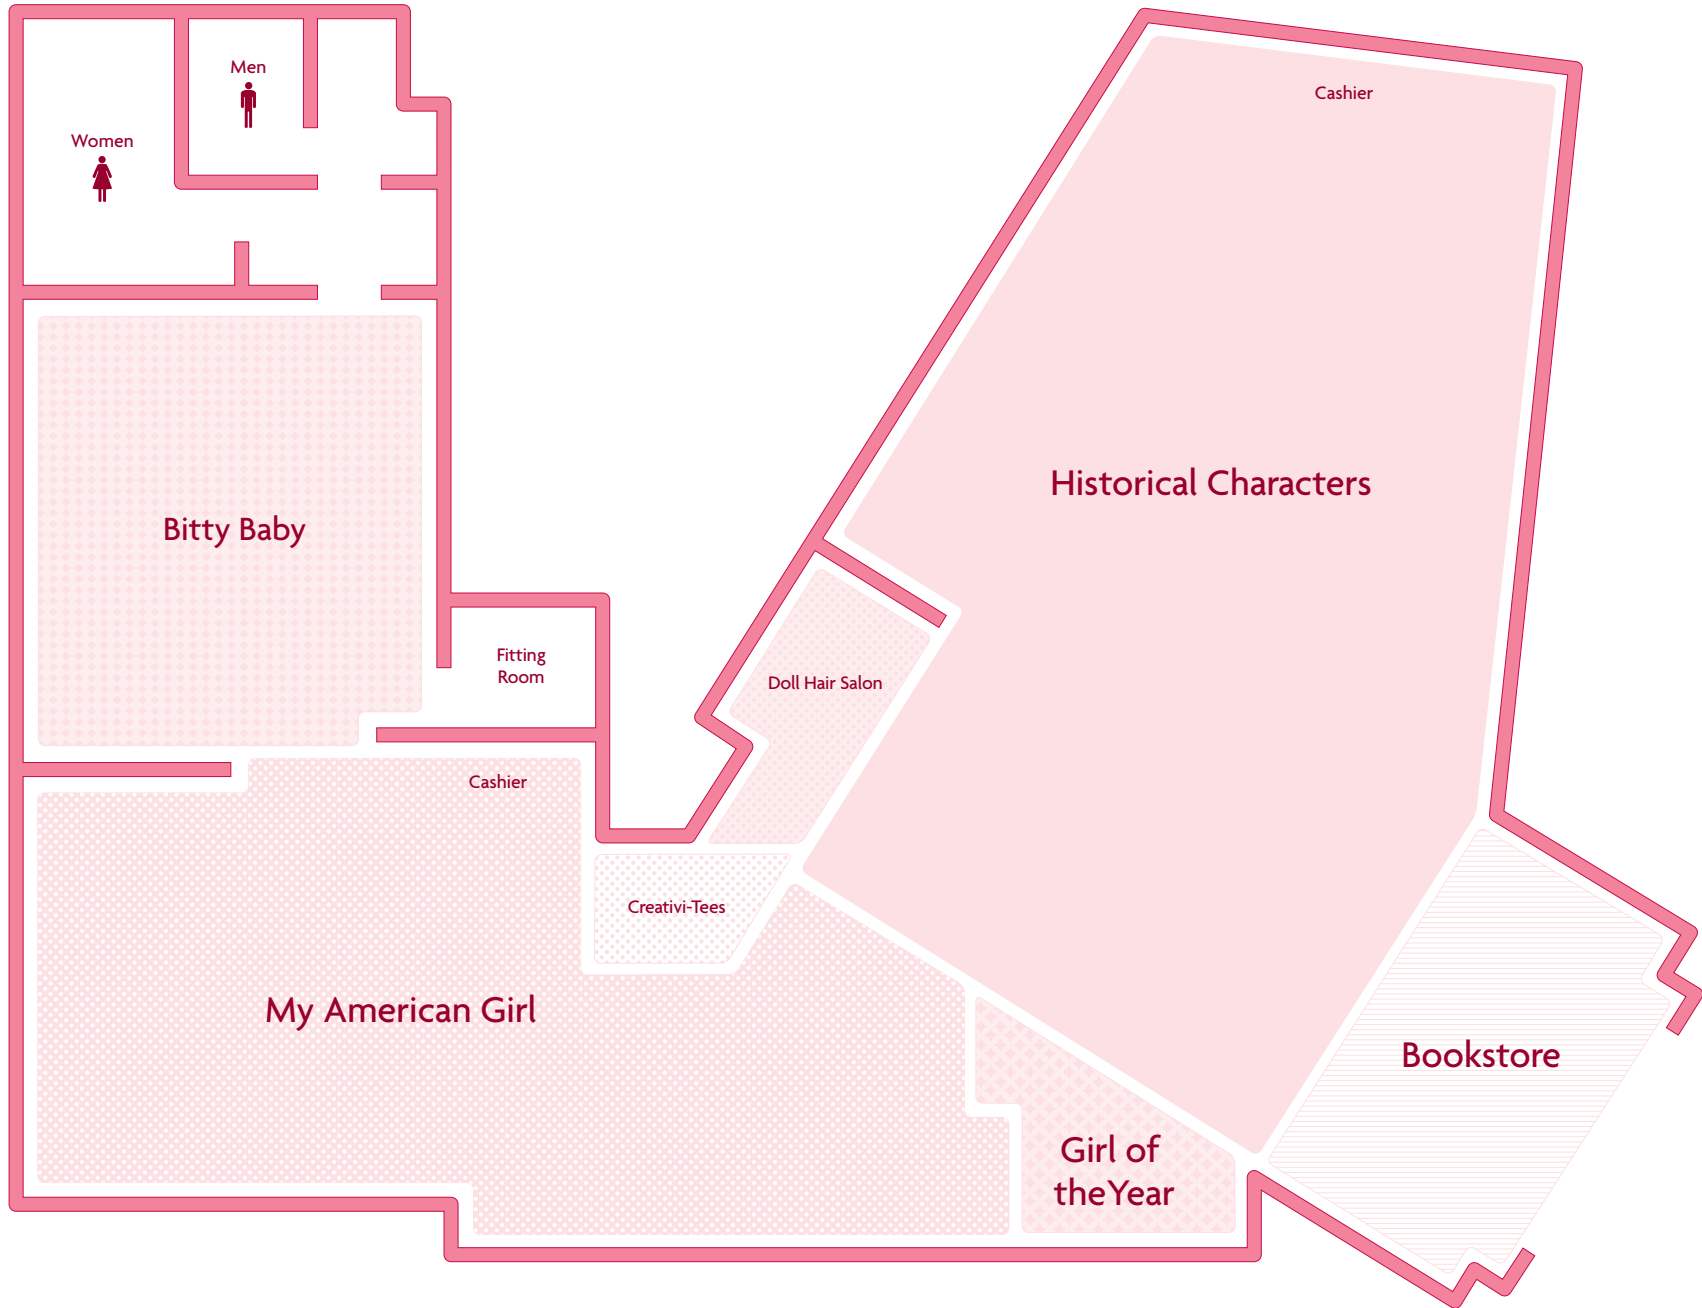 Men
Women
Cashier
Historical Characters
Bitty Baby
Fitting
Room
Doll Hair Salon
Cashier
Creativi-Tees
My American Girl
Bookstore
Girl of
the Year